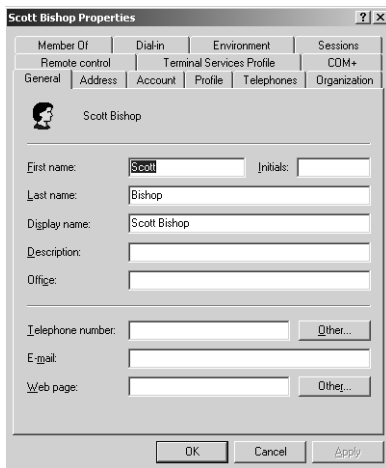 Scott Bishop Properties ? X
Member Of Dial-in Environment Sessions
Remote control Terminal Services Profile COM+
General Address Account Profile Telephones Organization
Scott Bishop
First name: Scott Initials:
Last name: Bishop
Display name: Scott Bishop
Description:
Office:
Telephone number: Other...
E-mail:
Web page: Other...
OK Cancel Apply